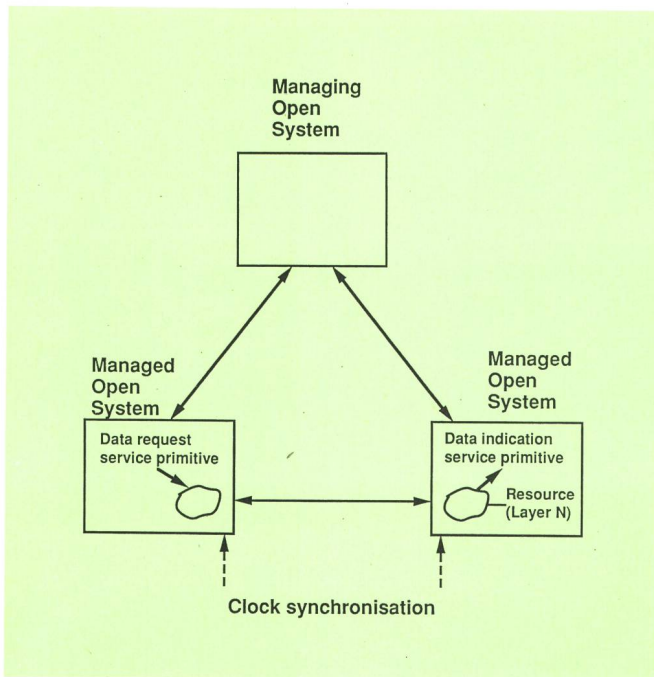 Managing
Open
System
Managed
Open
System
Managed
Open
System
Data request
service primitive
Data indication
service primitive
Resource
(Layer N)
Clock synchronisation